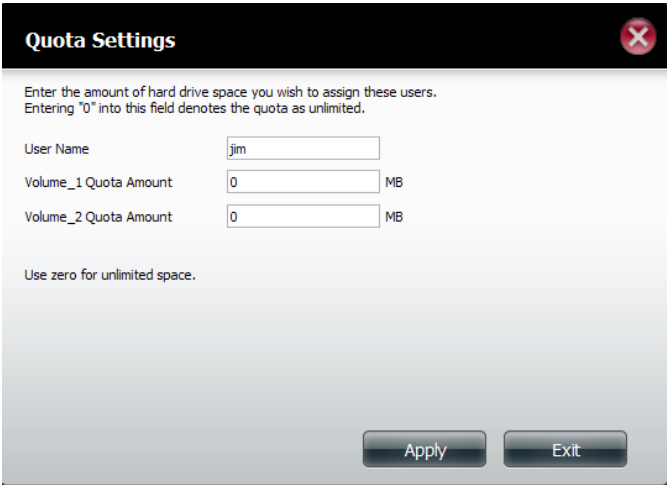 Quota Settings
Enter the amount of hard drive space you wish to assign these users.
Entering "0" into this field denotes the quota as unlimited.
User Name jim
Volume_1 Quota Amount 0 MB
Volume_2 Quota Amount 0 MB
Use zero for unlimited space.
Apply Exit